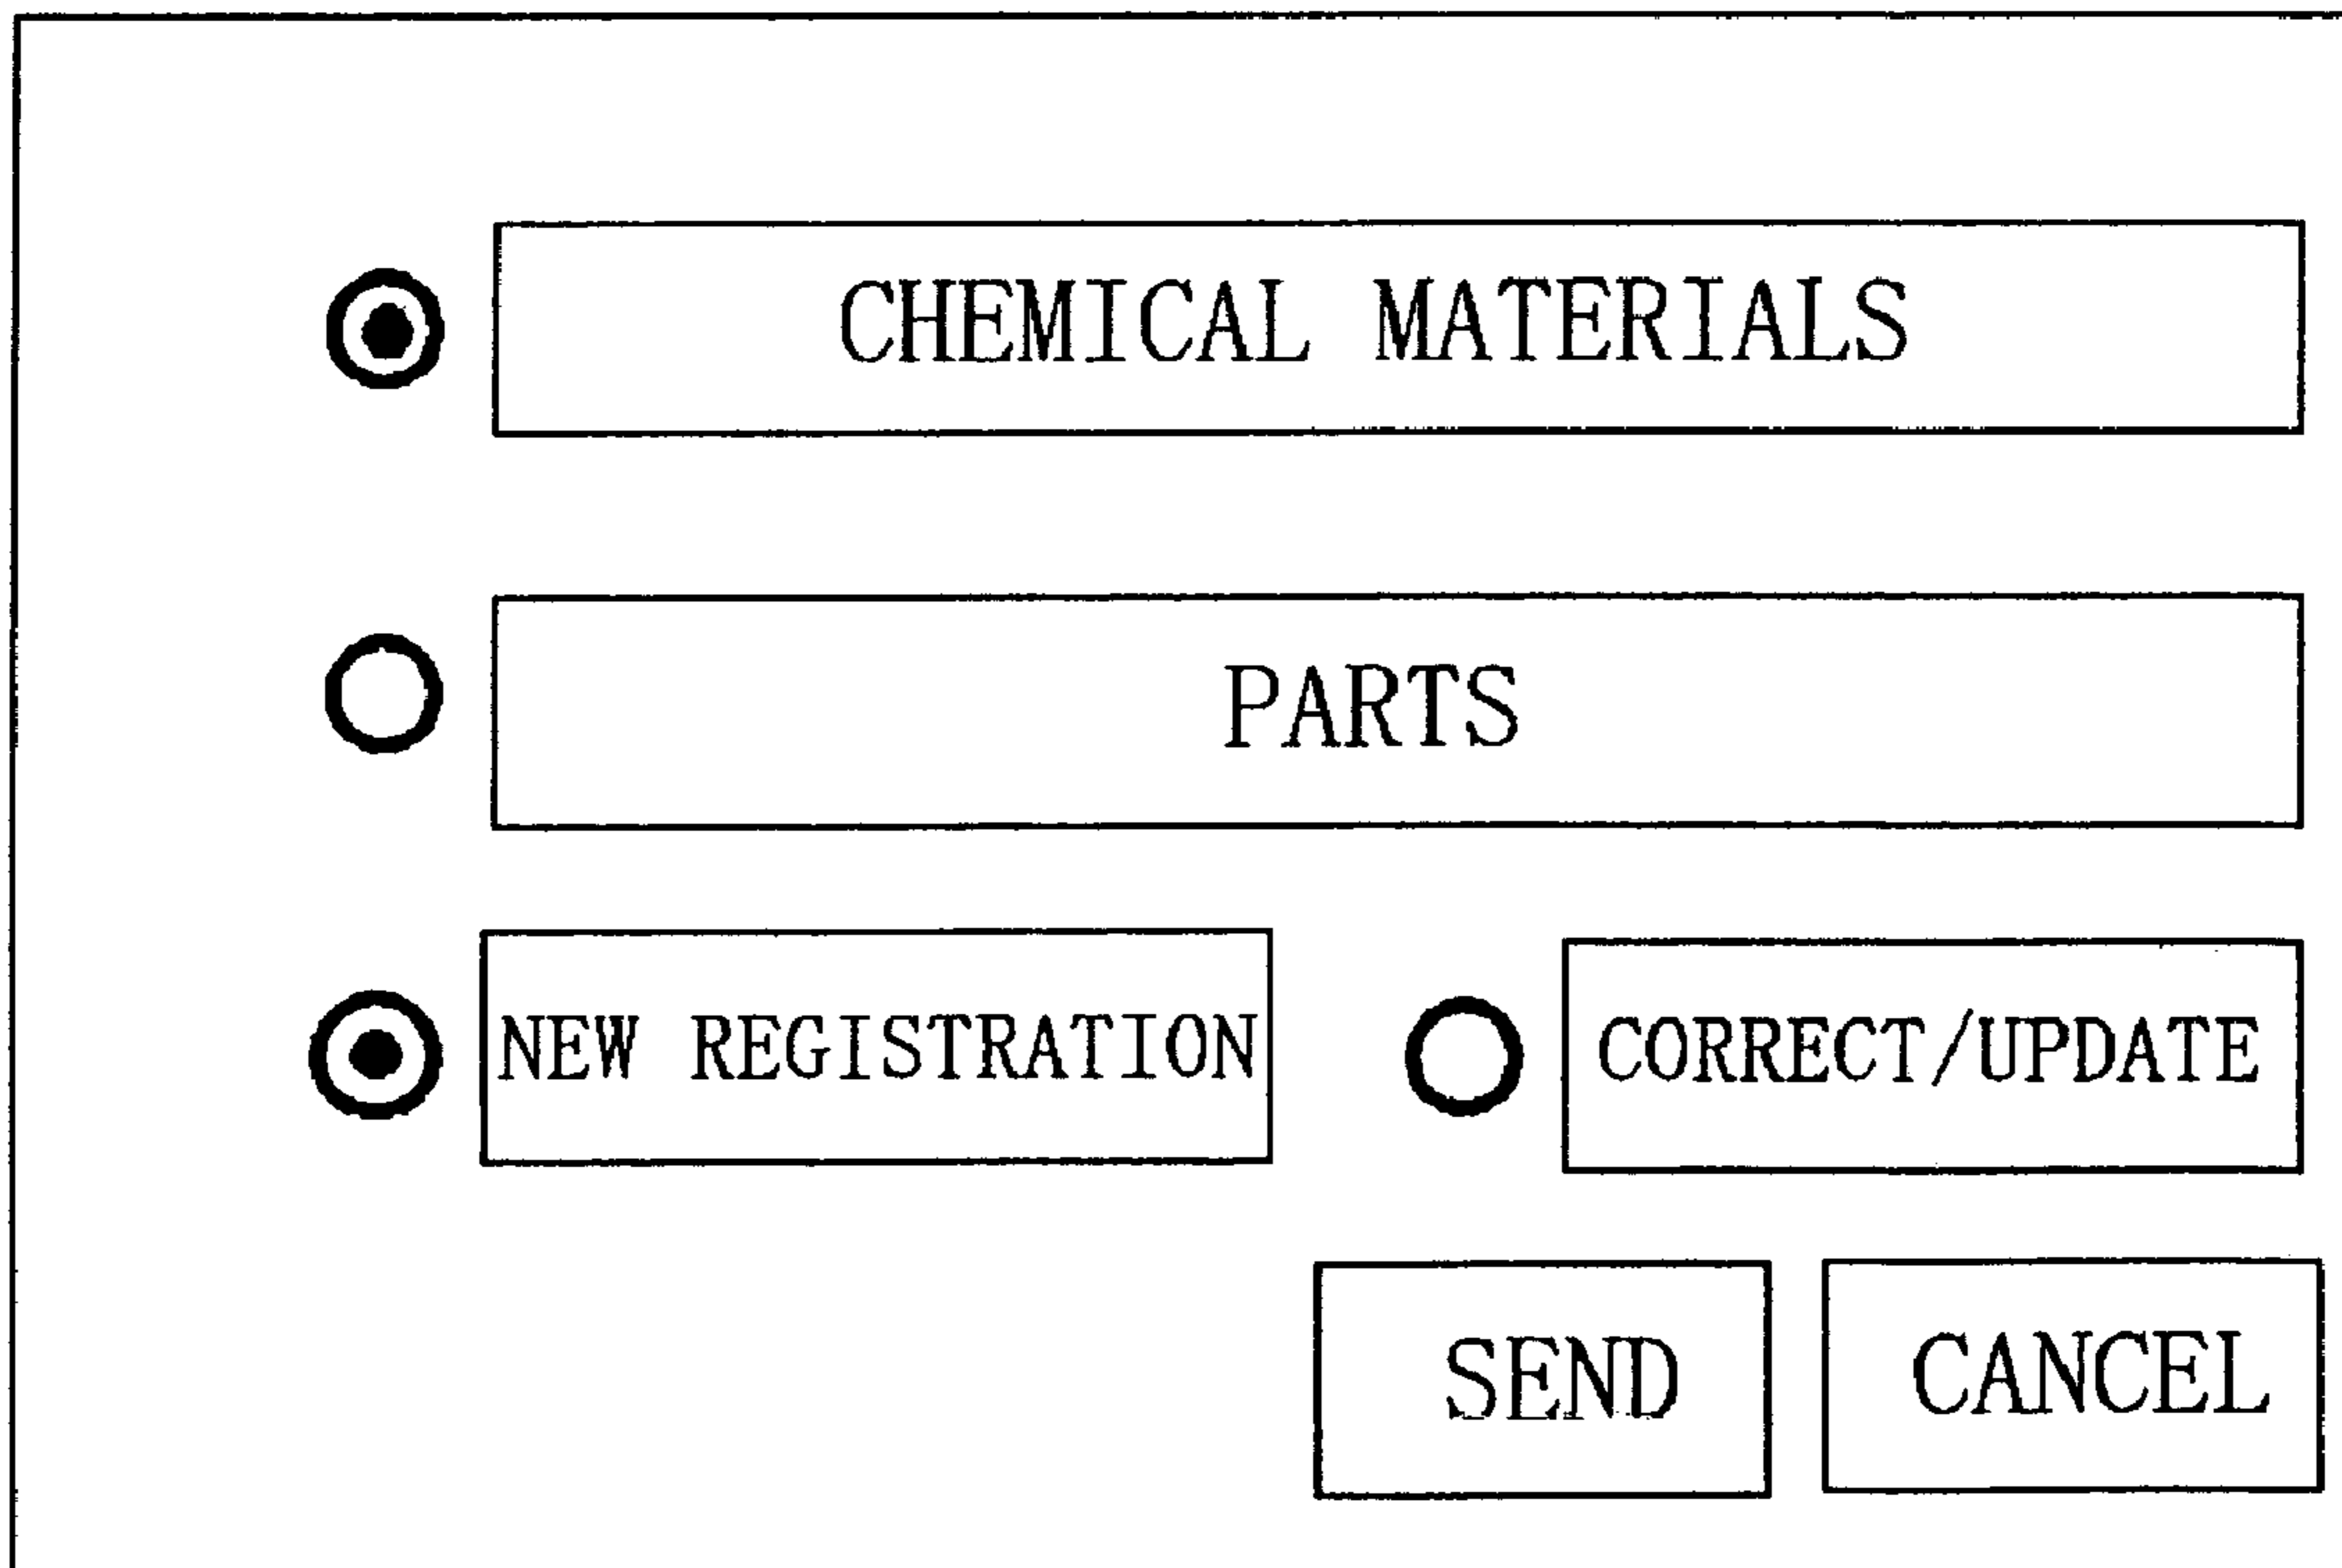 CHEMICAL MATERIALS
PARTS
NEW REGISTRATION
CORRECT/UPDATE
SEND
CANCEL